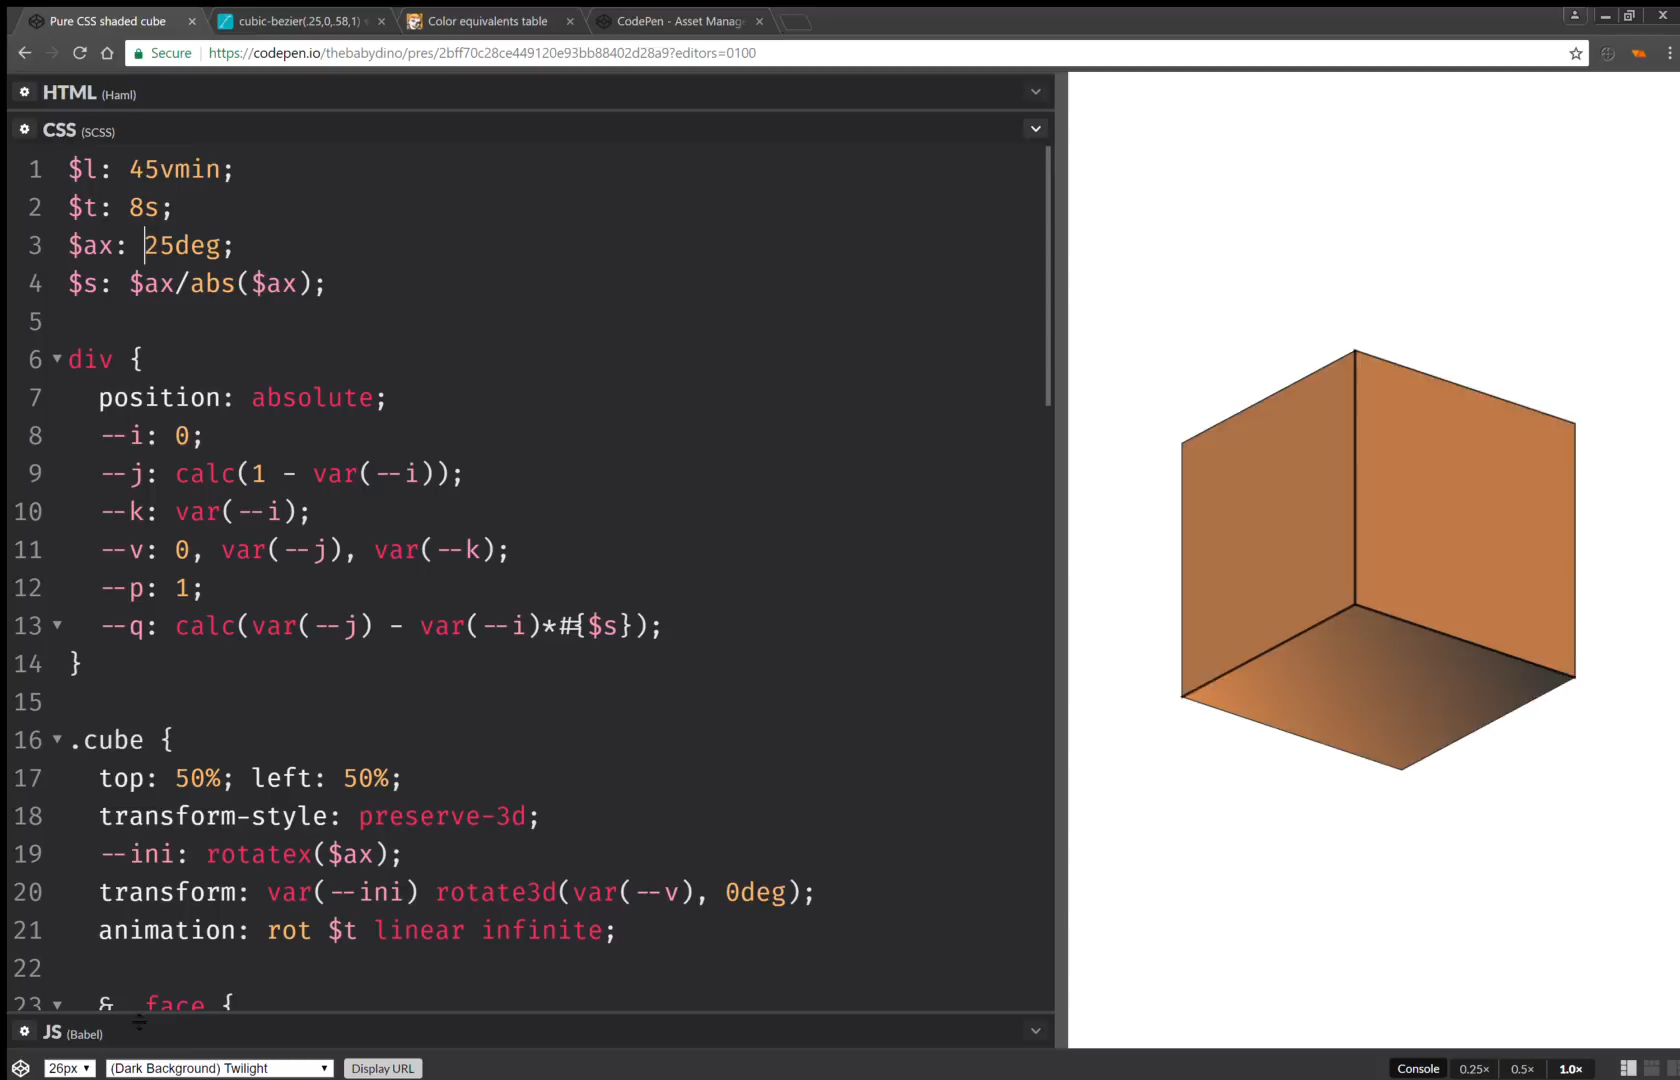 Pure CSS shaded cube
cubic-bezier(.25,0,.58,1)
Color equivalents table
CodePen - Asset Manag
Secure https://codepen.io/thebabydino/pres/2bff70c28ce449120e93bb88402d28a9?editors=0100
HTML (Haml)
CSS (SCSS)
1 $l: 45vmin;
2 $t: 8s;
3 $ax: 25deg;
4 $s: $ax/abs($ax);
5
6 div {
7 position: absolute;
8 --i: 0;
9 --j: calc(1 - var(--i));
10 --k: var(--i);
11 --v: 0, var(--j), var(--k);
12 --p: 1;
13 --q: calc(var(--j) - var(--i)*#{$s});
14 }
15
16 .cube {
17 top: 50%; left: 50%;
18 transform-style: preserve-3d;
19 --ini: rotatex($ax);
20 transform: var(--ini) rotate3d(var(--v), 0deg);
21 animation: rot $t linear infinite;
22
23 &__face {
JS (Babel)
26px (Dark Background) Twilight Display URL
Console 0.25× 0.5× 1.0×